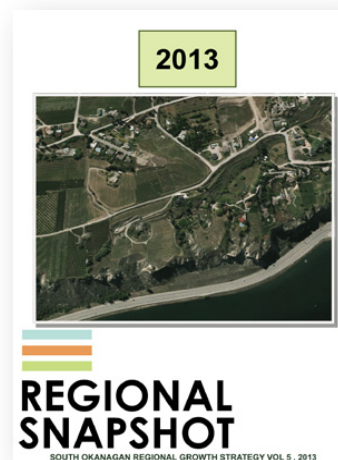 2013
REGIONAL
SNAPSHOT
SOUTH OKANAGAN REGIONAL GROWTH STRATEGY VOL 5 , 2013